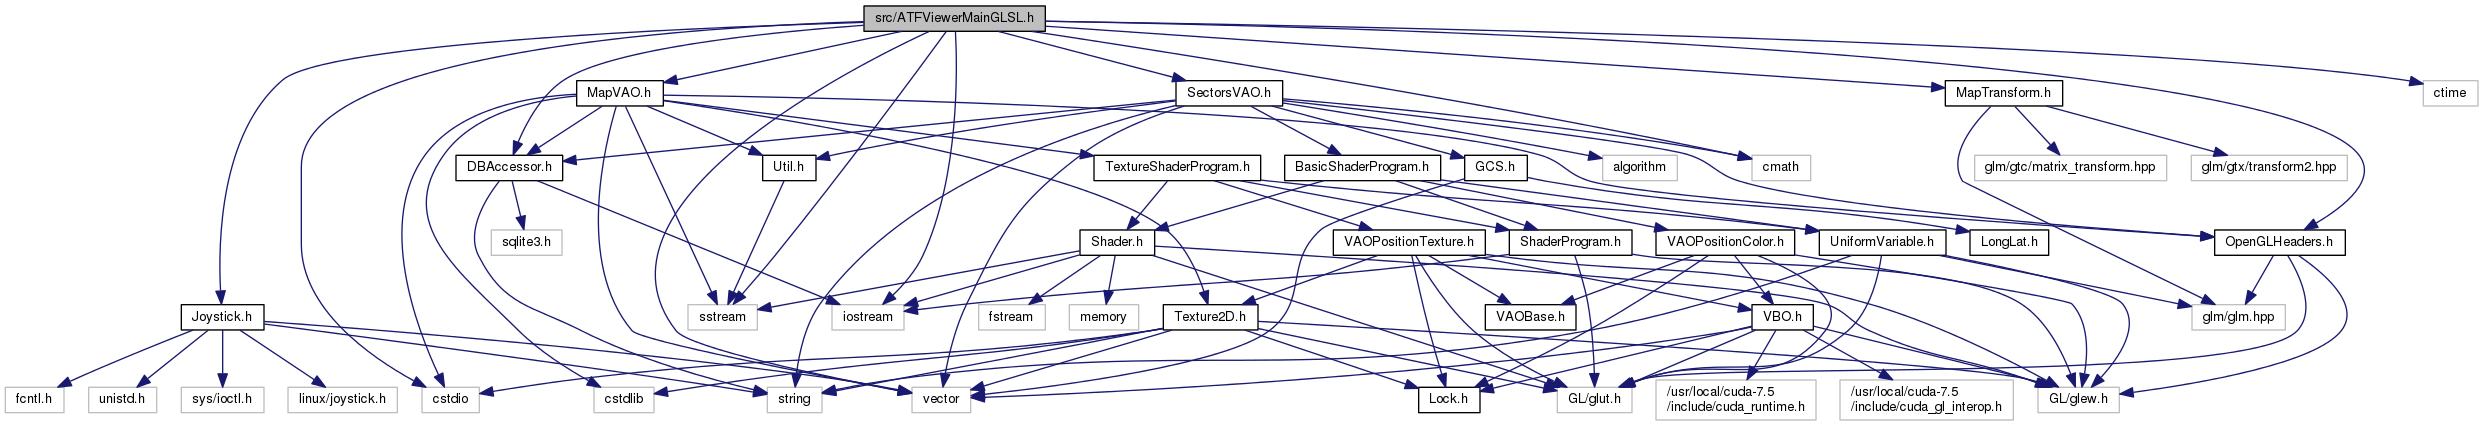 src/ATFViewerMainGLSL.h
MapVAO.h
SectorsVAO.h
MapTransform.h
ctime
DBAccessor.h
Util.h
TextureShaderProgram.h
BasicShaderProgram.h
GCS.h
algorithm
cmath
glm/gtc/matrix_transform.hpp
glm/gtx/transform2.hpp
sqlite3.h
Shader.h
VAOPositionTexture.h
ShaderProgram.h
VAOPositionColor.h
UniformVariable.h
LongLat.h
OpenGLHeaders.h
Joystick.h
sstream
iostream
fstream
memory
Texture2D.h
VAOBase.h
VBO.h
glm/glm.hpp
fcntl.h
unistd.h
sys/ioctl.h
linux/joystick.h
cstdio
cstdlib
string
vector
Lock.h
GL/glut.h
/usr/local/cuda-7.5
/include/cuda_runtime.h
/usr/local/cuda-7.5
/include/cuda_gl_interop.h
GL/glew.h